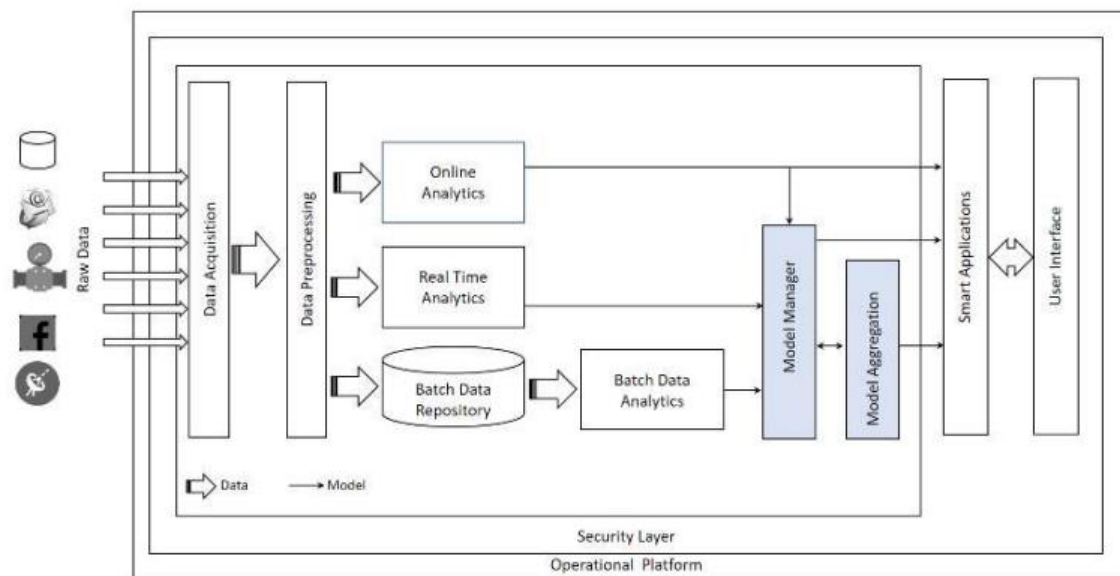 Raw Data
Data Acquisition
Data Preprocessing
Online
Analytics
Real Time
Analytics
Batch Data
Repository
Batch Data
Analytics
Model Manager
Model Aggregation
Smart Applications
User Interface
Data
Model
Security Layer
Operational Platform
f